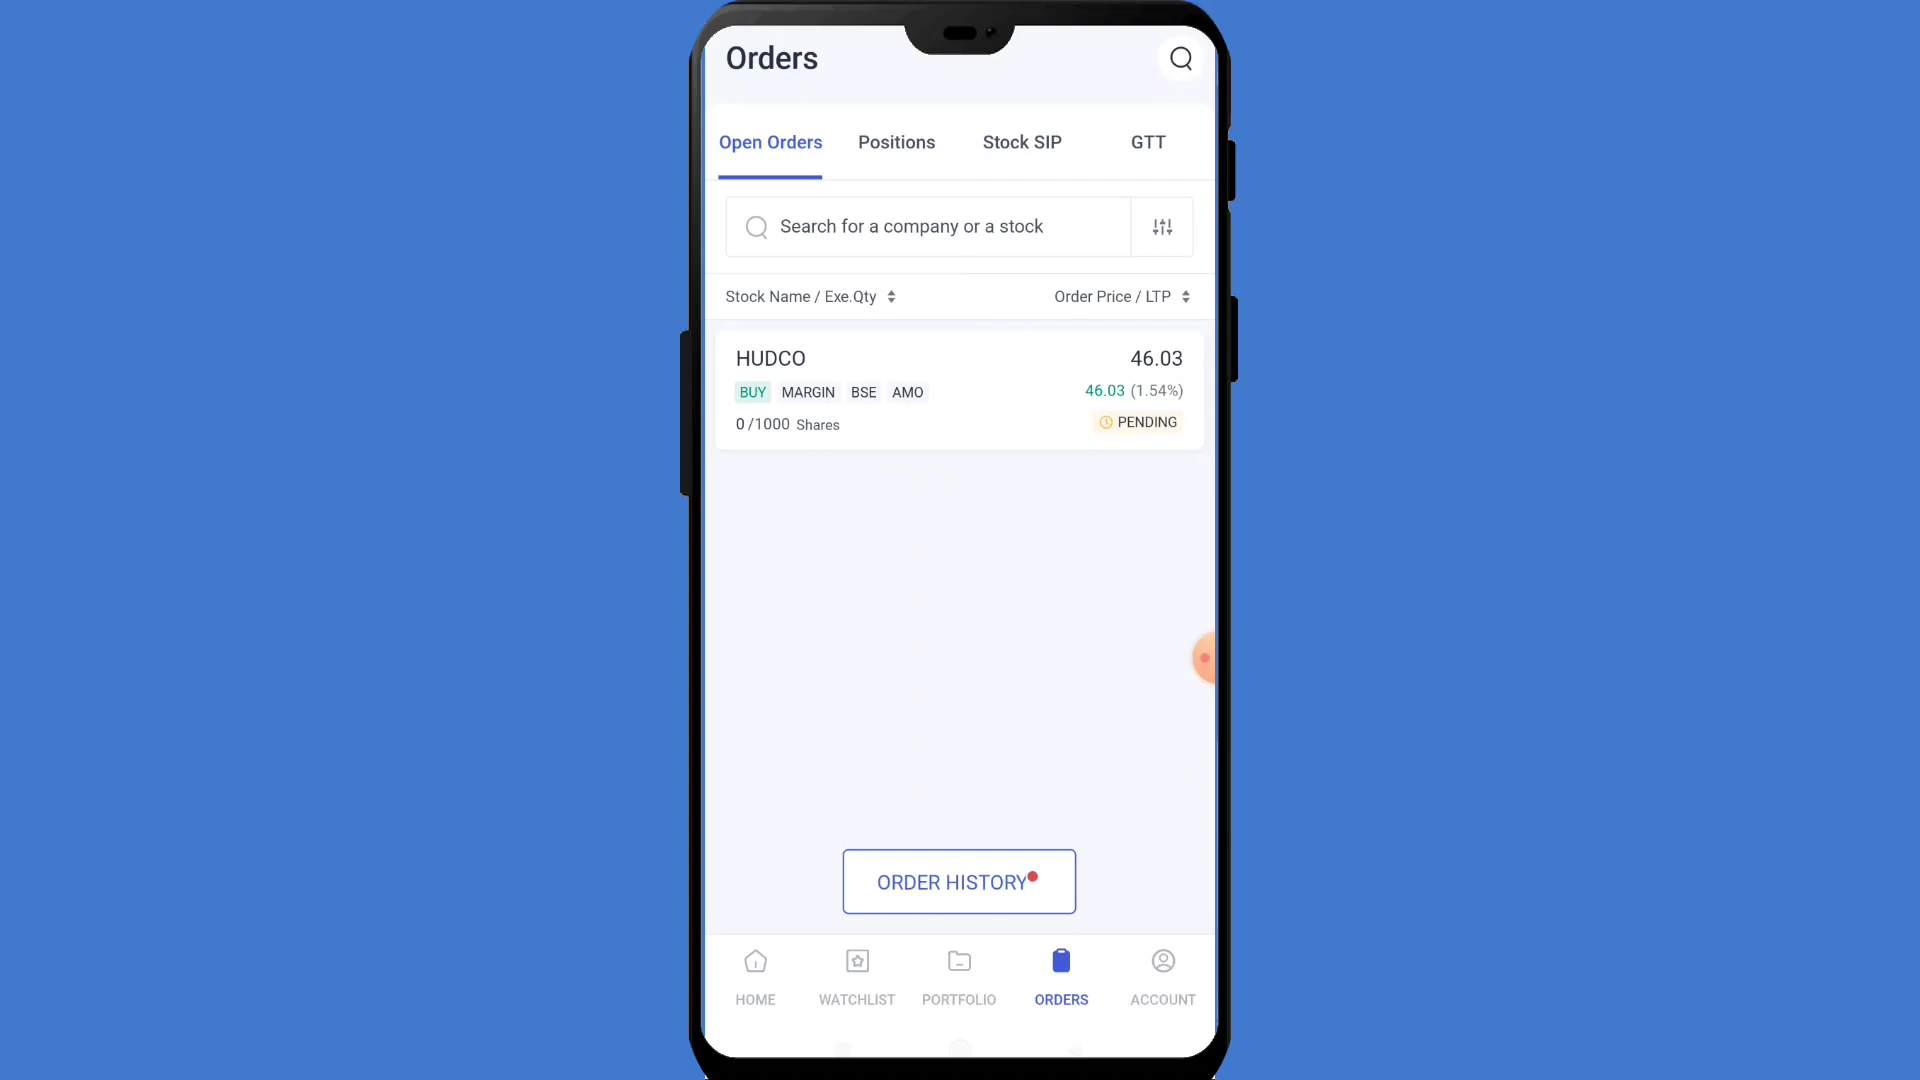 Orders
Open Orders Positions Stock SIP GTT
Search for a company or a stock
Stock Name / Exe.Qty Order Price / LTP
HUDCO 46.03
BUY MARGIN BSE AMO 46.03 (1.54%)
0 /1000 Shares PENDING
ORDER HISTORY
HOME WATCHLIST PORTFOLIO ORDERS ACCOUNT